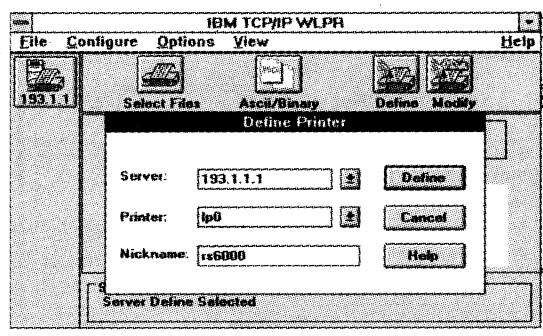 IBM TCP/IP WLPR
File Configure Options View Help
193.1.1
Select Files Ascii/Binary Define Modify
Define Printer
Server: 193.1.1.1 Define
Printer: lp0 Cancel
Nickname: rs6000 Help
Server Define Selected